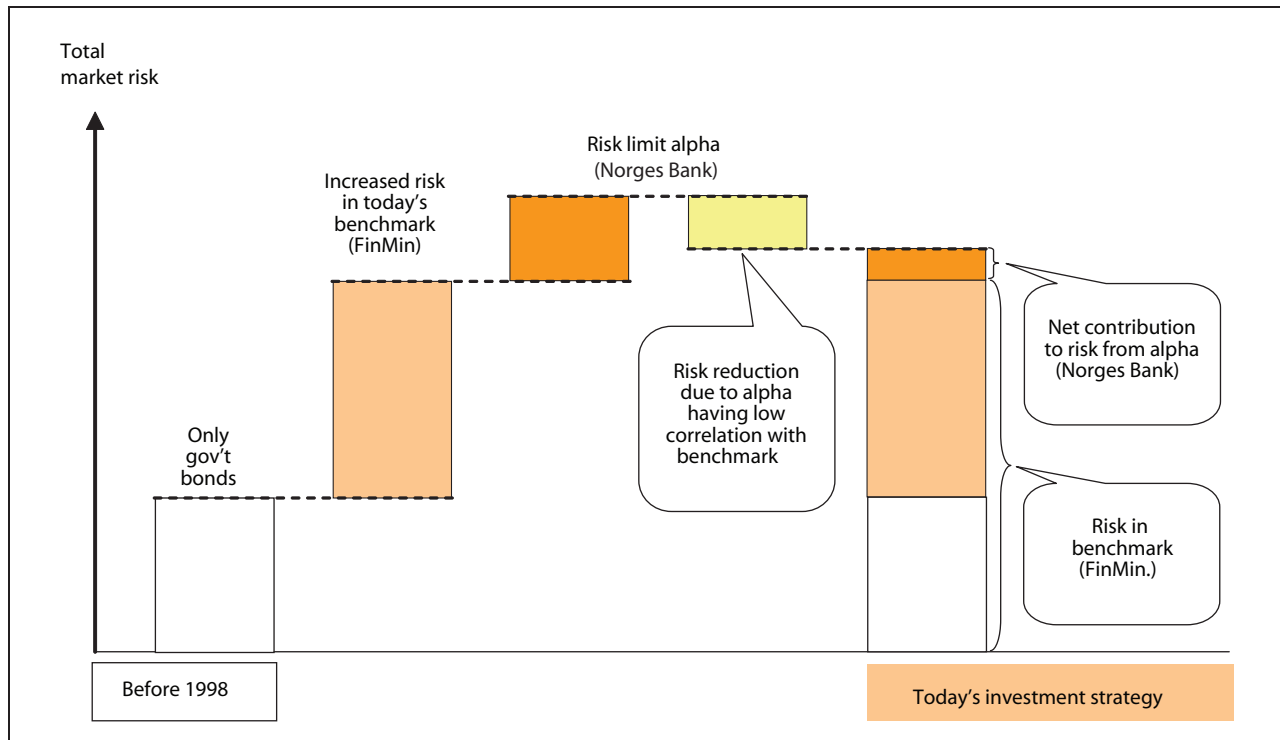 Total
market risk
Risk limit alpha
(Norges Bank)
Increased risk
in today’s
benchmark
(FinMin)
Only
gov’t
bonds
Risk reduction
due to alpha
having low
correlation with
benchmark
Net contribution
to risk from alpha
(Norges Bank)
Risk in
benchmark
(FinMin.)
Before 1998
Today’s investment strategy